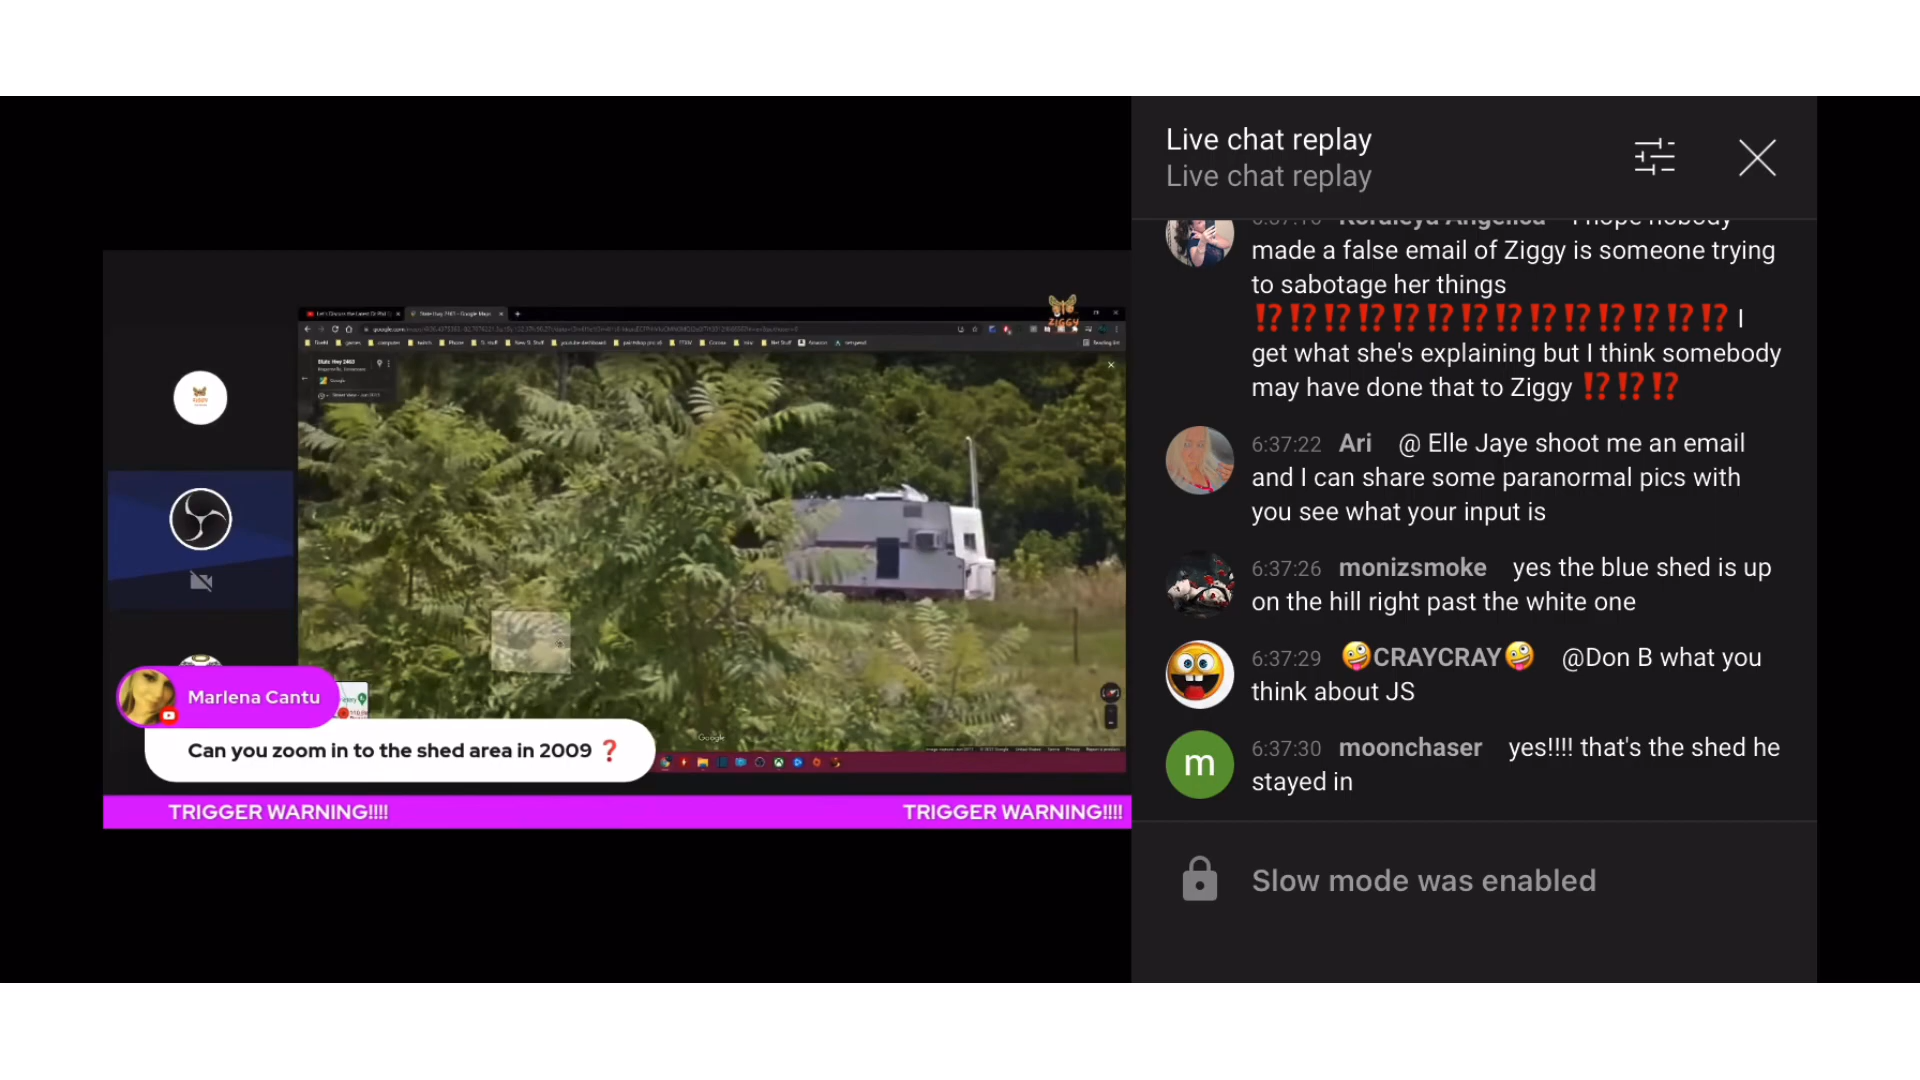 Live chat replay
Live chat replay
made a false email of Ziggy is someone trying
to sabotage her things
⁉️⁉️⁉️⁉️⁉️⁉️⁉️⁉️⁉️⁉️⁉️⁉️⁉️⁉️ I
get what she's explaining but I think somebody
may have done that to Ziggy ⁉️⁉️⁉️
6:37:22 Ari @ Elle Jaye shoot me an email
and I can share some paranormal pics with
you see what your input is
6:37:26 monizsmoke yes the blue shed is up
on the hill right past the white one
6:37:29 🤪CRAYCRAY🤪 @Don B what you
think about JS
m
6:37:30 moonchaser yes!!!! that's the shed he
stayed in
Slow mode was enabled
ZIGGY
Google
Marlena Cantu
Can you zoom in to the shed area in 2009 ❓
Google
TRIGGER WARNING!!!!
TRIGGER WARNING!!!!